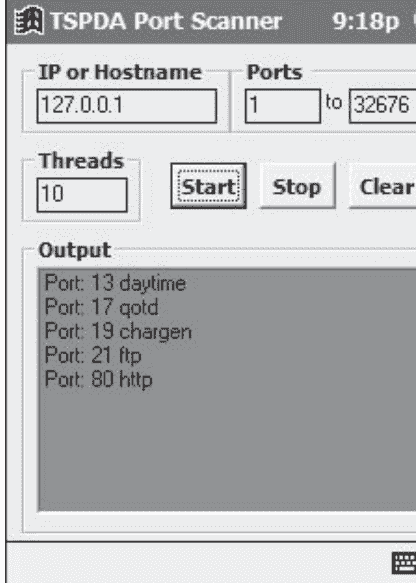 TSPDA Port Scanner 9:18p
IP or Hostname Ports
127.0.0.1 1 to 32676
Threads
10 Start Stop Clear
Output
Port: 13 daytime
Port: 17 qotd
Port: 19 chargen
Port: 21 ftp
Port: 80 http